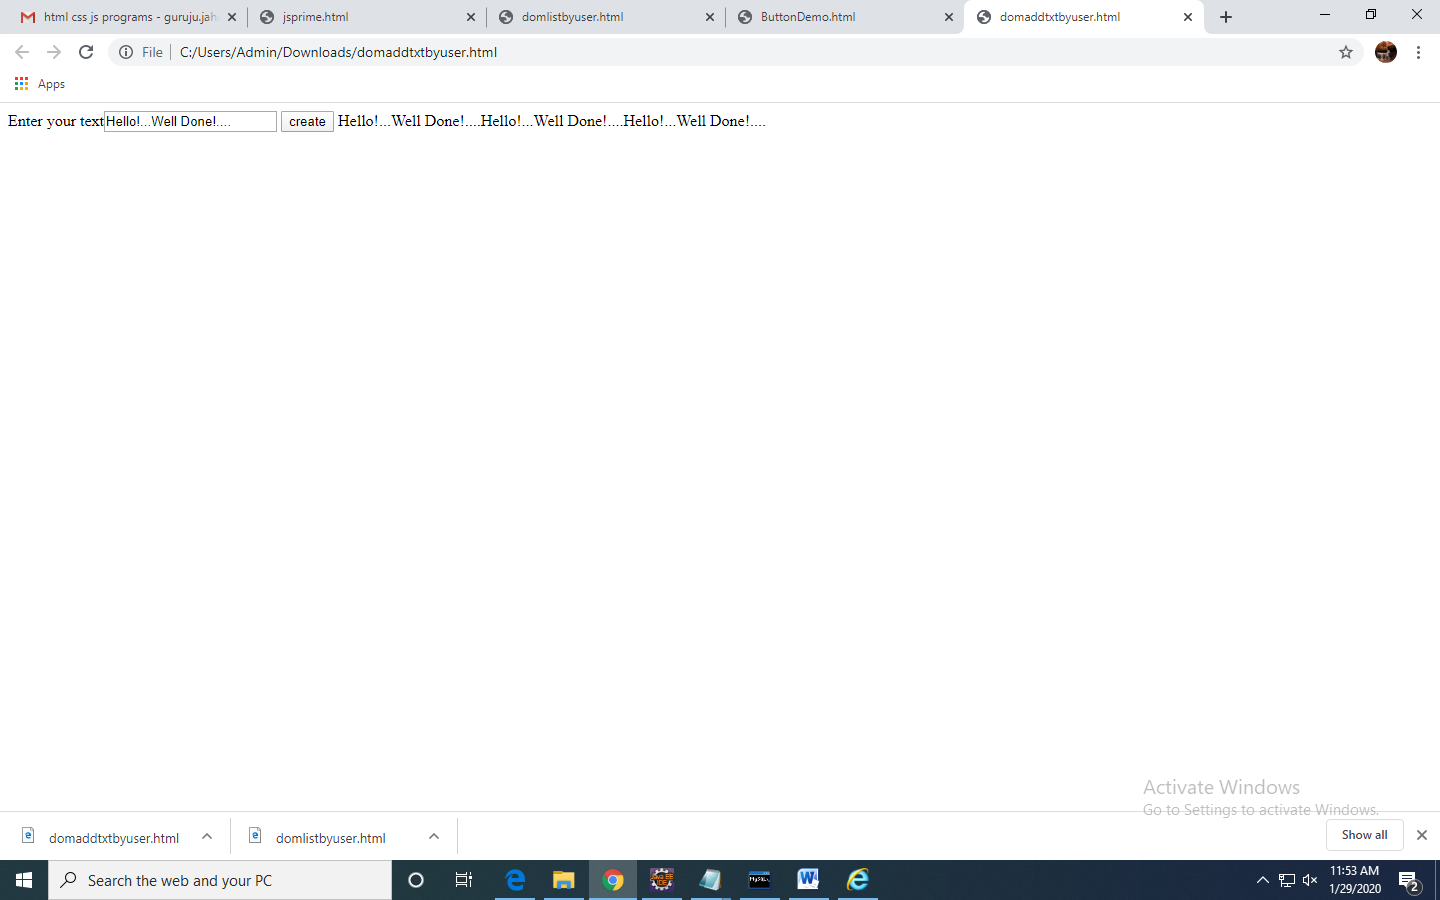 html css js programs - guruju.jah
jsprime.html
domlistbyuser.html
ButtonDemo.html
domaddtxtbyuser.html
File
C:/Users/Admin/Downloads/domaddtxtbyuser.html
Apps
Enter your text Hello!...Well Done!.... create Hello!...Well Done!....Hello!...Well Done!....Hello!...Well Done!....
Activate Windows
Go to Settings to activate Windows.
domaddtxtbyuser.html
domlistbyuser.html
Show all
Search the web and your PC
11:53 AM
1/29/2020
2